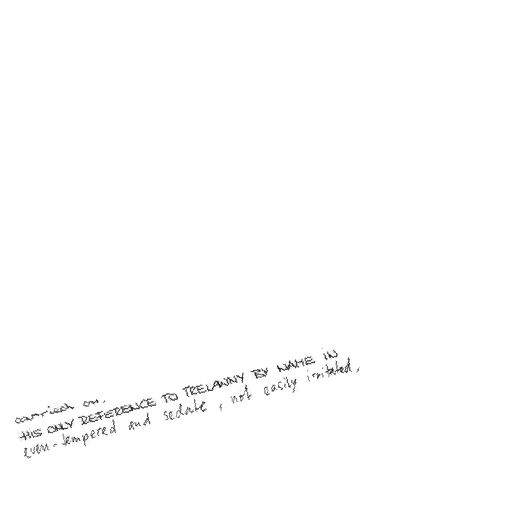 carried on.
HIS ONLY REFERENCE TO TRELAWNY BY NAME IN
even-tempered and sedate, not easily irritated,